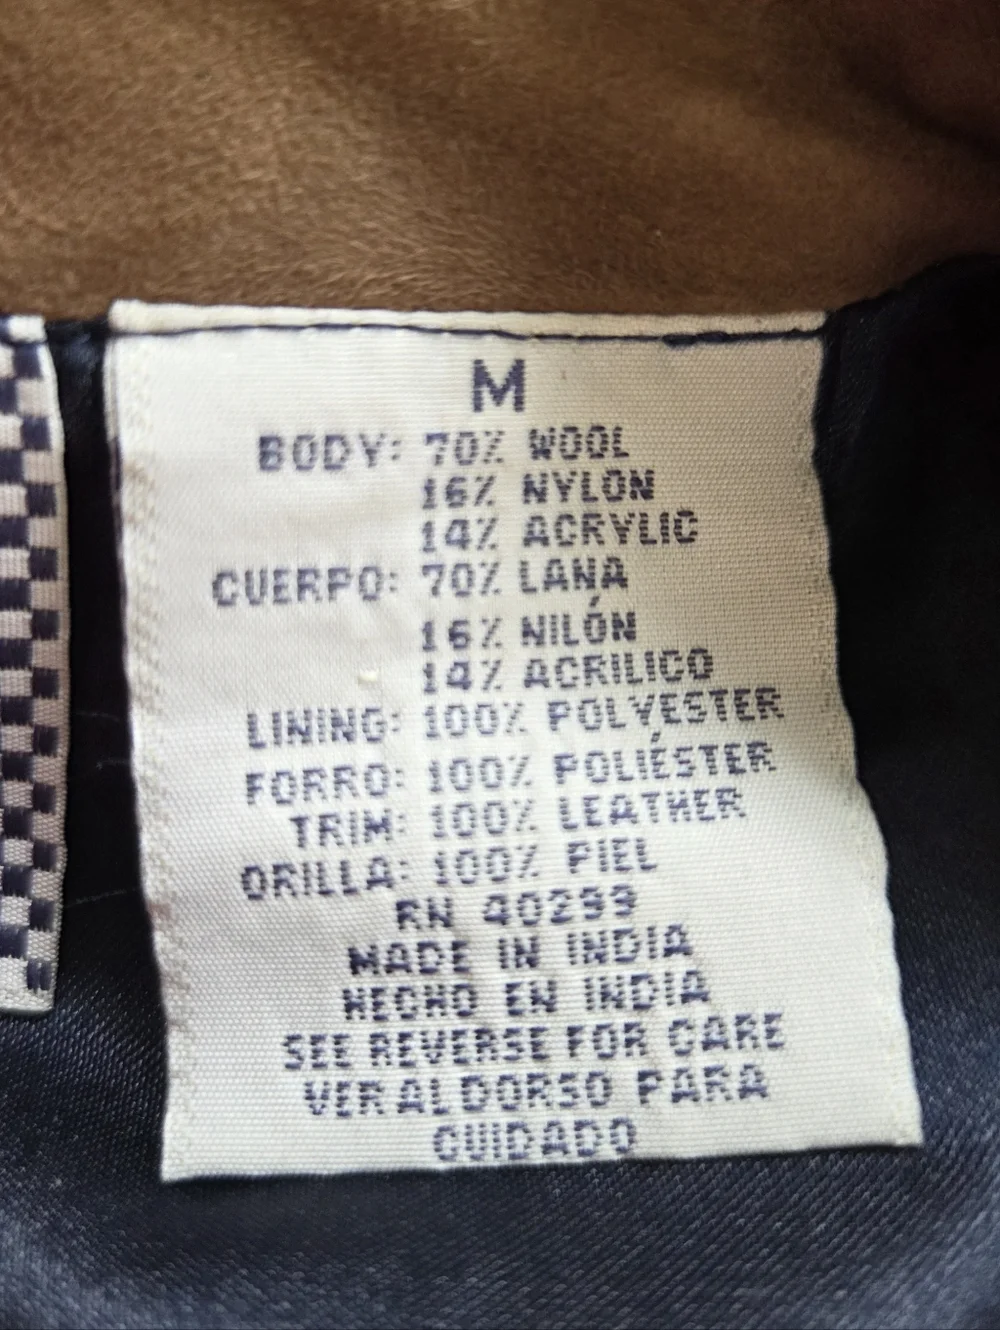 M
BODY: 70% WOOL
16% NYLON
14% ACRYLIC
CUERPO: 70% LANA
16% NILÓN
14% ACRILICO
LINING: 100% POLYESTER
FORRO: 100% POLIÉSTER
TRIM: 100% LEATHER
ORILLA: 100% PIEL
RN 40299
MADE IN INDIA
HECHO EN INDIA
SEE REVERSE FOR CARE
VER AL DORSO PARA
CUIDADO